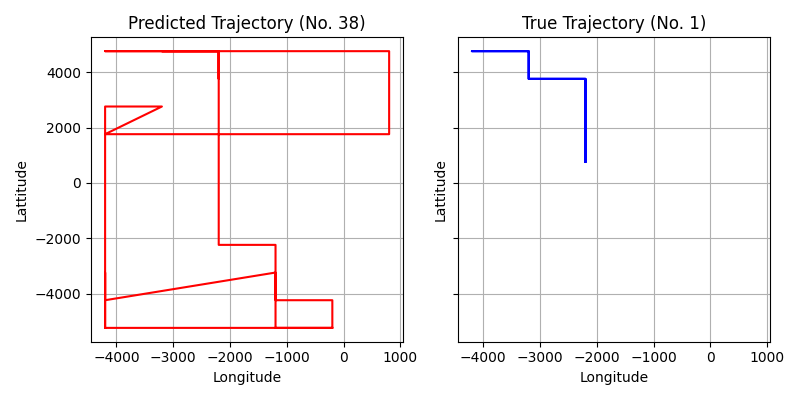 Predicted Trajectory (No. 38)
Lattitude
4000
2000
0
−2000
−4000
−4000 −3000 −2000 −1000 0 1000
Longitude
True Trajectory (No. 1)
Lattitude
−4000 −3000 −2000 −1000 0 1000
Longitude